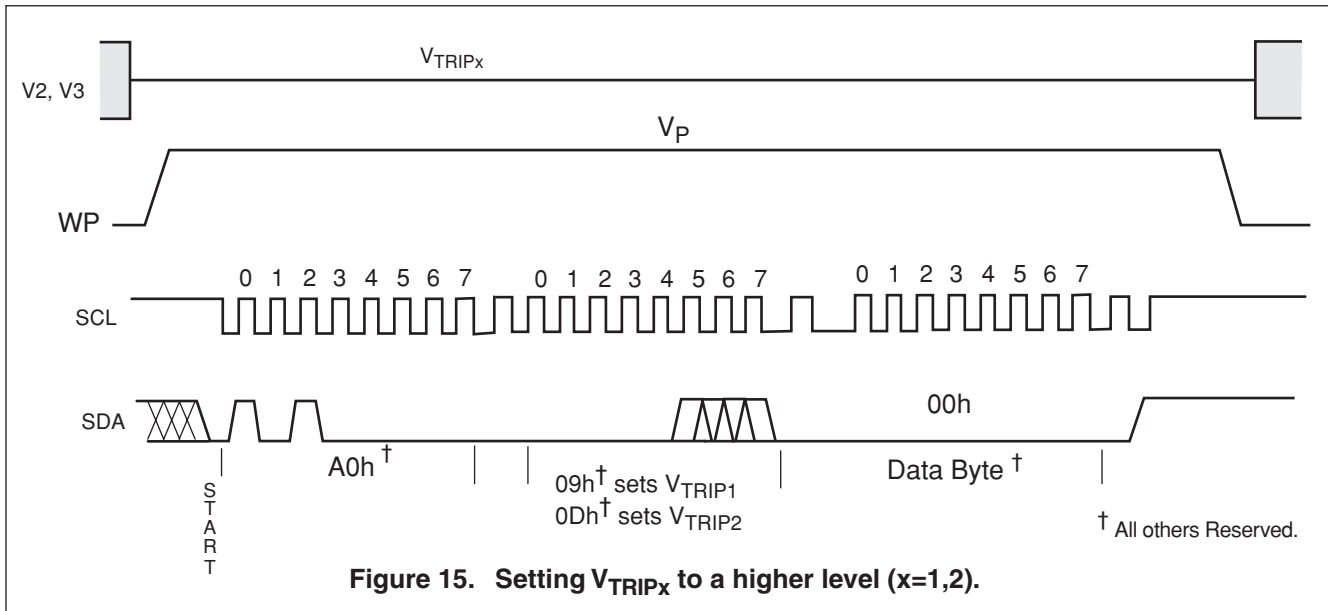 V2, V3
VTRIPx
VP
WP
0 1 2 3 4 5 6 7 0 1 2 3 4 5 6 7 0 1 2 3 4 5 6 7
SCL
SDA
00h
START
A0h †
09h† sets VTRIP1
0Dh† sets VTRIP2
Data Byte †
† All others Reserved.
Figure 15. Setting VTRIPx to a higher level (x=1,2).